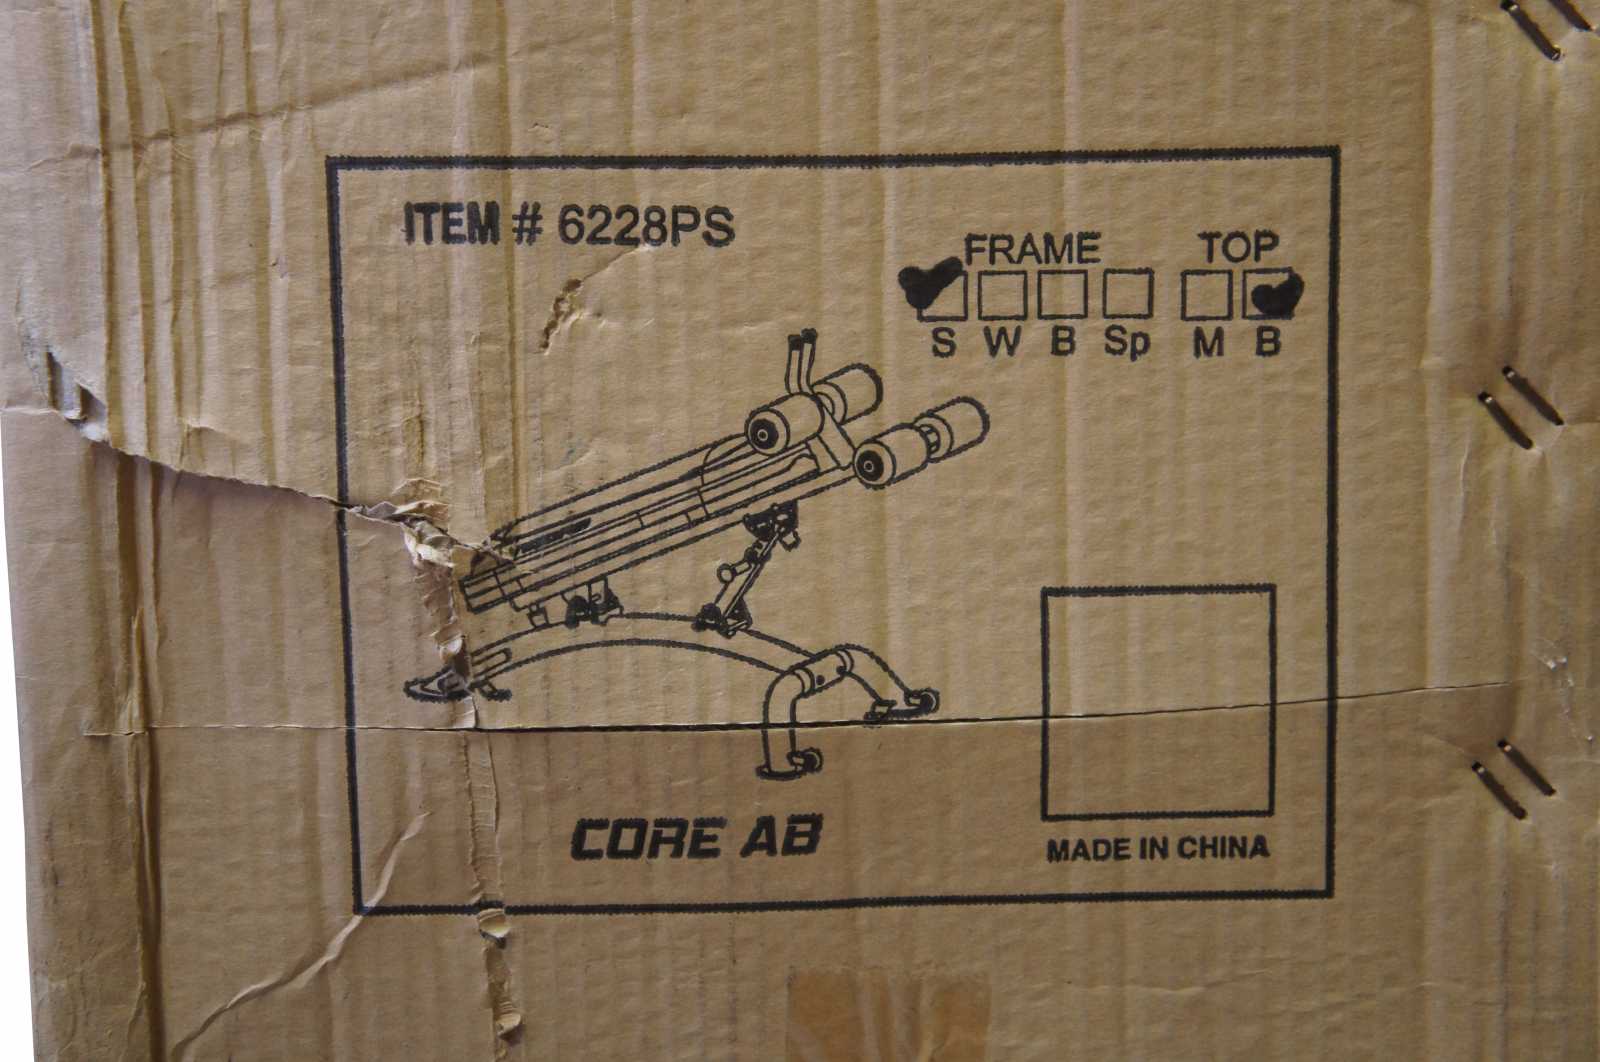 ITEM # 6228PS
FRAME TOP
S W B Sp M B
CORE AB
MADE IN CHINA